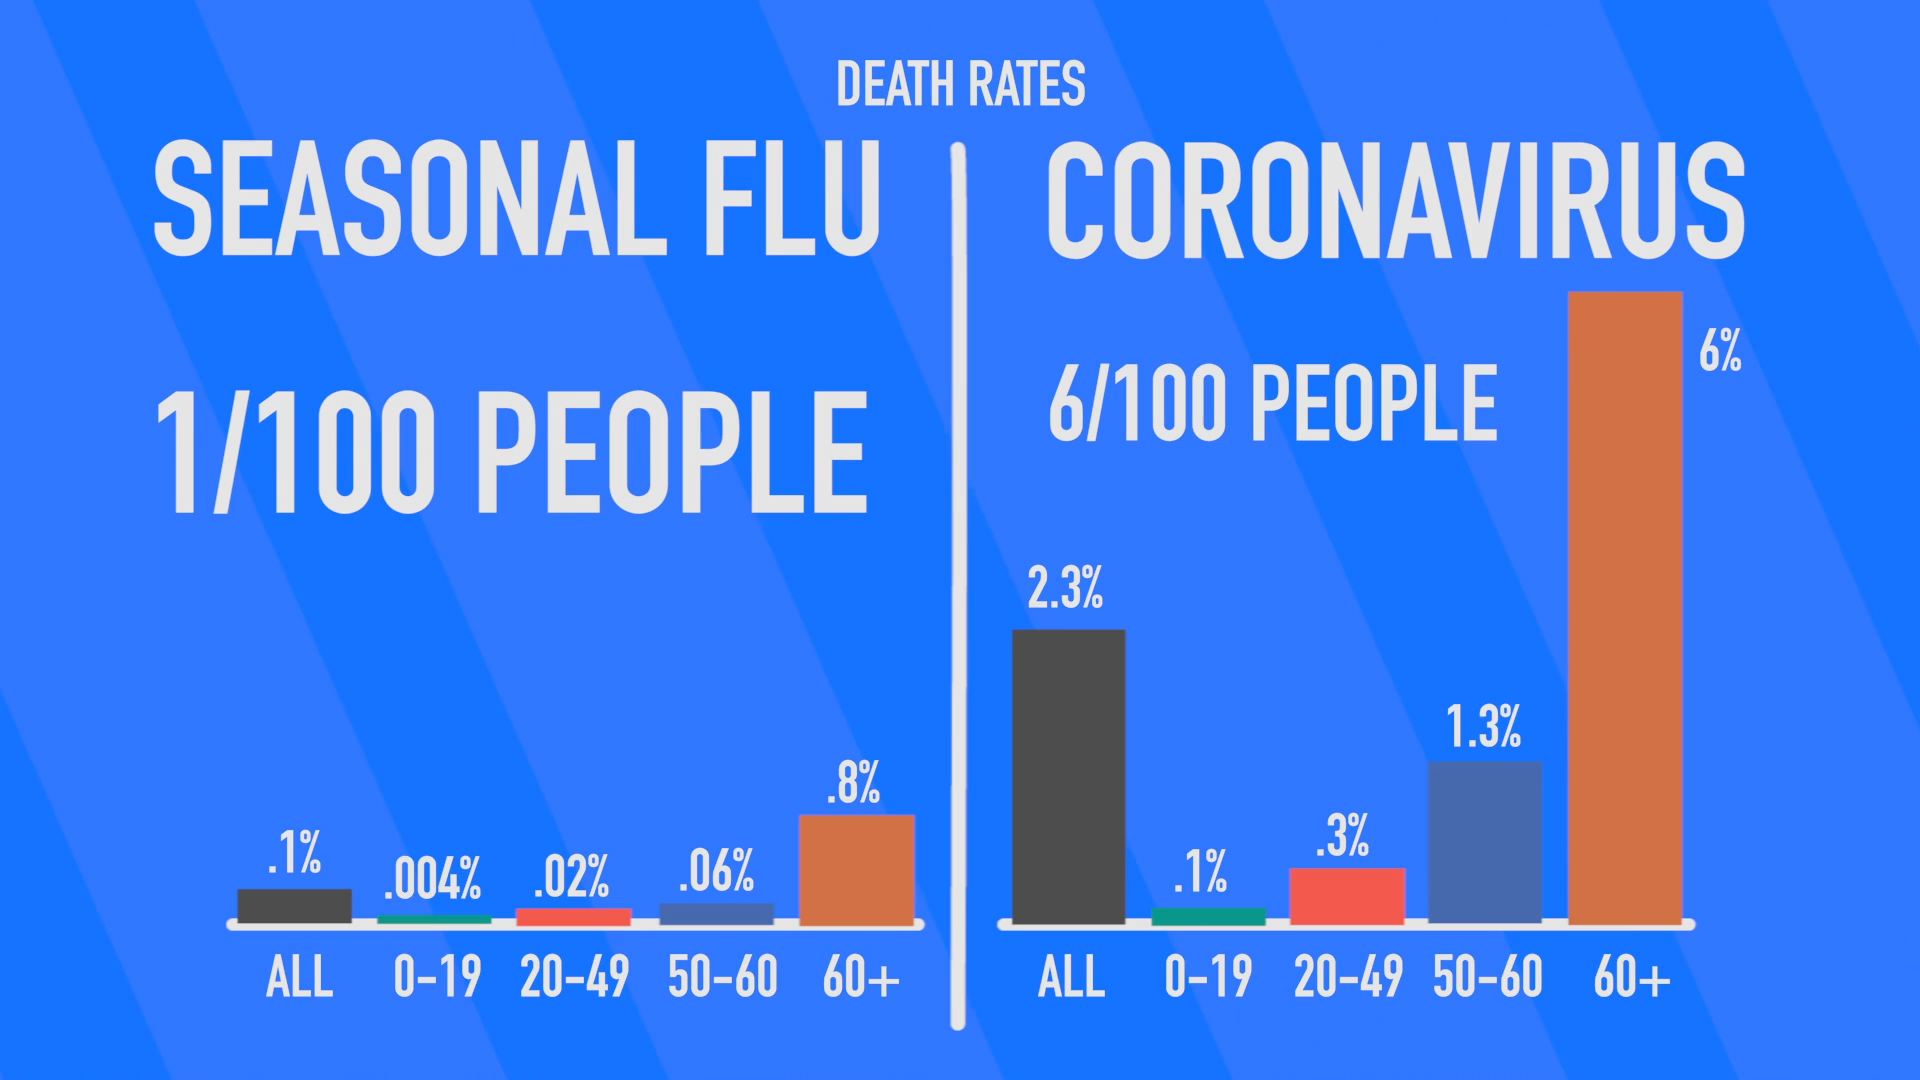 DEATH RATES
SEASONAL FLU
1/100 PEOPLE
.1%
.004%
.02%
.06%
.8%
ALL
0-19
20-49
50-60
60+
CORONAVIRUS
6/100 PEOPLE
2.3%
.1%
.3%
1.3%
6%
ALL
0-19
20-49
50-60
60+